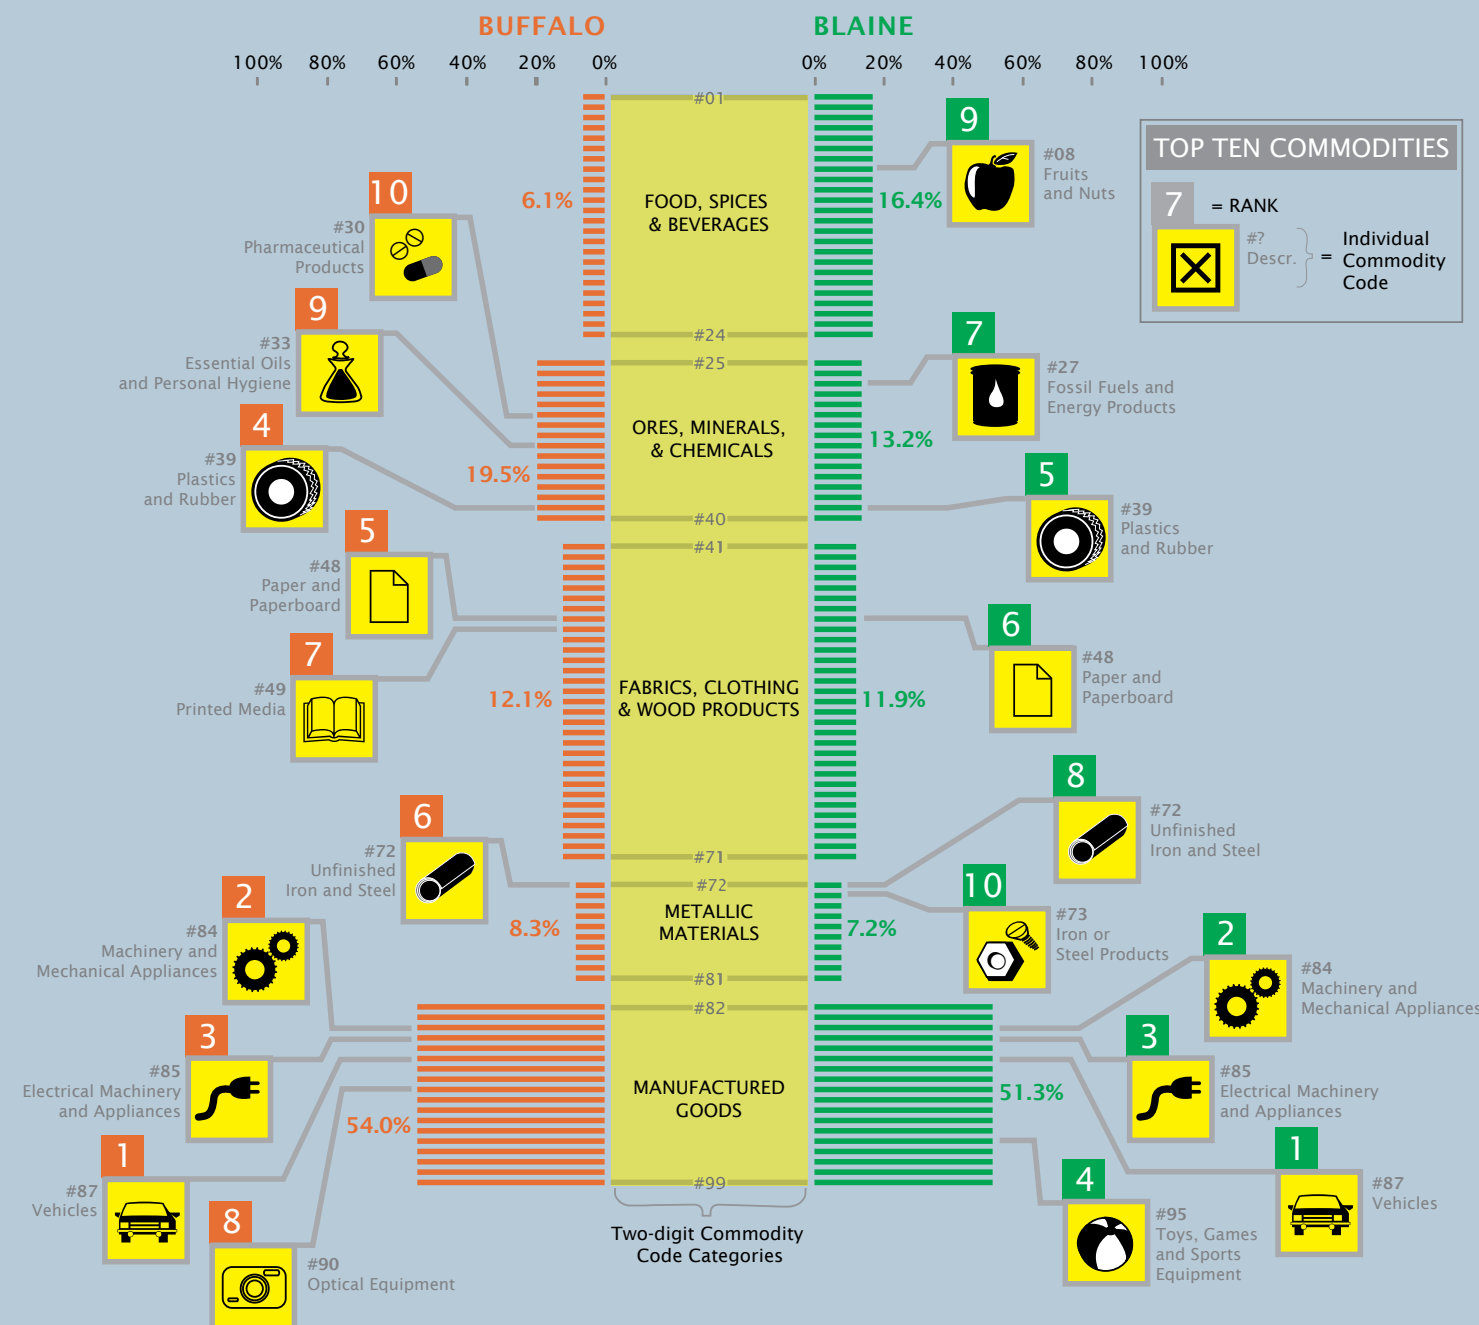 BUFFALO
BLAINE
100% 80% 60% 40% 20% 0%
0% 20% 40% 60% 80% 100%
TOP TEN COMMODITIES
7 = RANK
#?
Descr.
= Individual
Commodity
Code
#01
FOOD, SPICES
& BEVERAGES
#24
6.1%
16.4%
9
#08
Fruits
and Nuts
10
#30
Pharmaceutical
Products
9
#33
Essential Oils
and Personal Hygiene
4
#39
Plastics
and Rubber
#25
ORES, MINERALS,
& CHEMICALS
#40
19.5%
13.2%
7
#27
Fossil Fuels and
Energy Products
5
#39
Plastics
and Rubber
5
#48
Paper and
Paperboard
7
#49
Printed Media
#41
FABRICS, CLOTHING
& WOOD PRODUCTS
#71
12.1%
11.9%
6
#48
Paper and
Paperboard
6
#72
Unfinished
Iron and Steel
#72
METALLIC
MATERIALS
#81
8.3%
7.2%
8
#72
Unfinished
Iron and Steel
10
#73
Iron or
Steel Products
2
#84
Machinery and
Mechanical Appliances
3
#85
Electrical Machinery
and Appliances
1
#87
Vehicles
8
#90
Optical Equipment
#82
MANUFACTURED
GOODS
#99
54.0%
51.3%
2
#84
Machinery and
Mechanical Appliances
3
#85
Electrical Machinery
and Appliances
1
#87
Vehicles
4
#95
Toys, Games
and Sports
Equipment
Two-digit Commodity
Code Categories